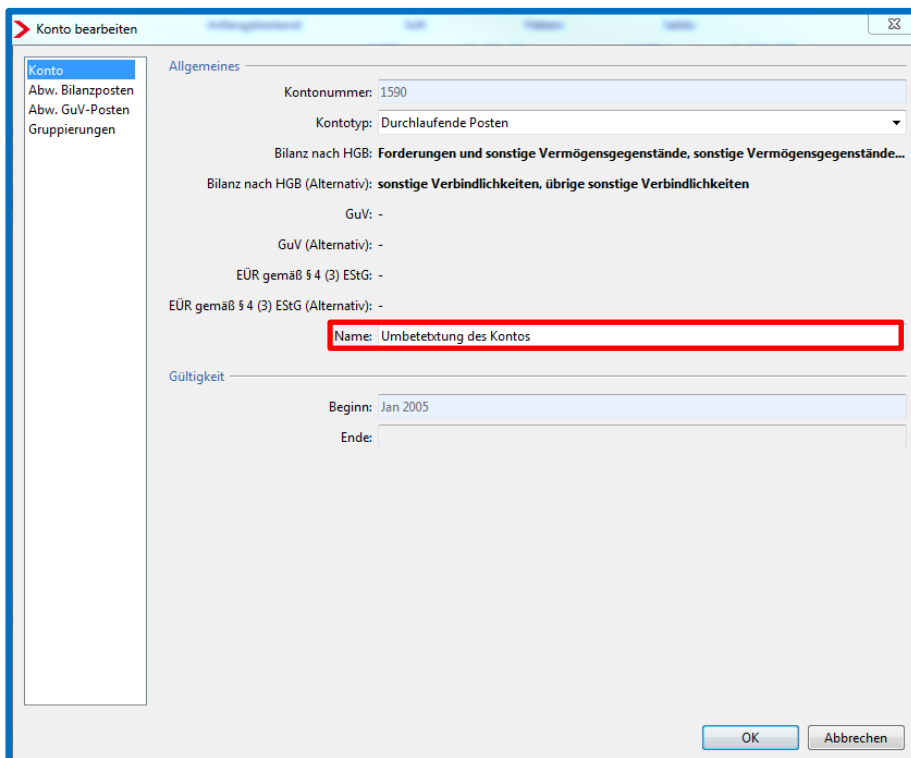 Konto bearbeiten
Konto
Abw. Bilanzposten
Abw. GuV-Posten
Gruppierungen
Allgemeines
Kontonummer: 1590
Kontotyp: Durchlaufende Posten
Bilanz nach HGB: Forderungen und sonstige Vermögensgegenstände, sonstige Vermögensgegenstände...
Bilanz nach HGB (Alternativ): sonstige Verbindlichkeiten, übrige sonstige Verbindlichkeiten
GuV: -
GuV (Alternativ): -
EÜR gemäß § 4 (3) EStG: -
EÜR gemäß § 4 (3) EStG (Alternativ): -
Name: Umbetetxtung des Kontos
Gültigkeit
Beginn: Jan 2005
Ende:
OK Abbrechen